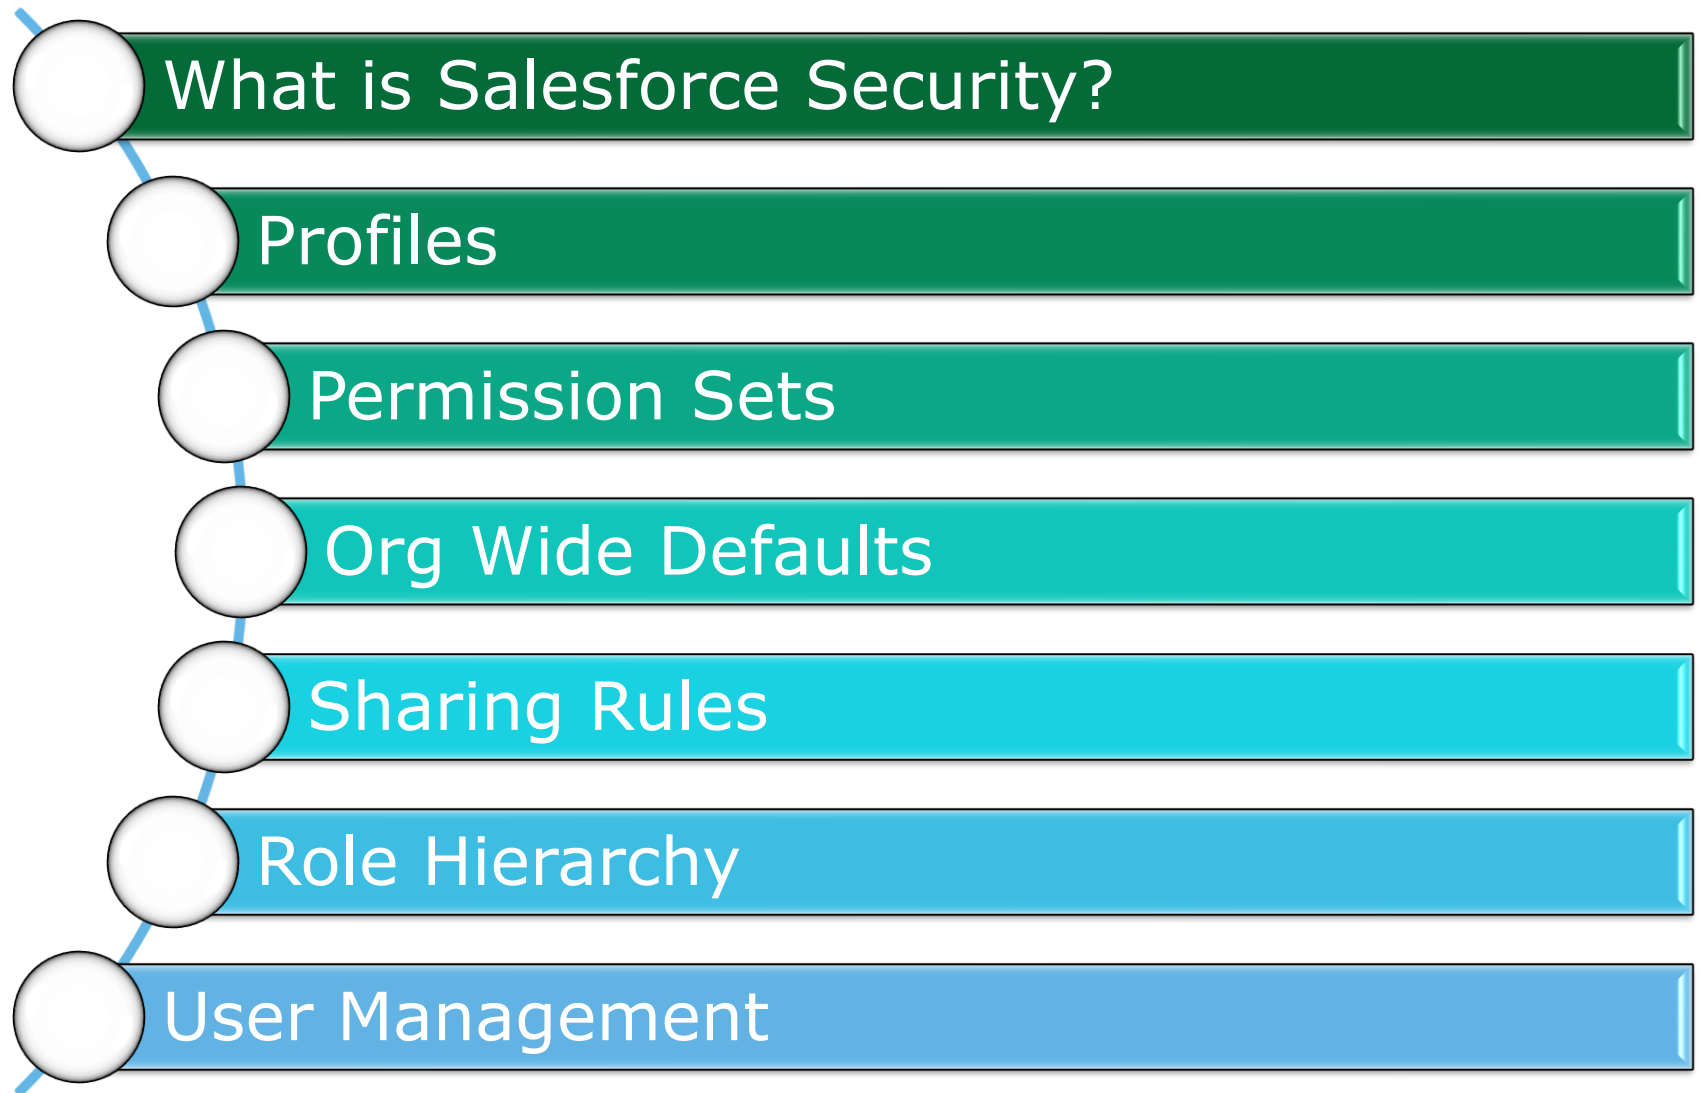 What is Salesforce Security?
Profiles
Permission Sets
Org Wide Defaults
Sharing Rules
Role Hierarchy
User Management